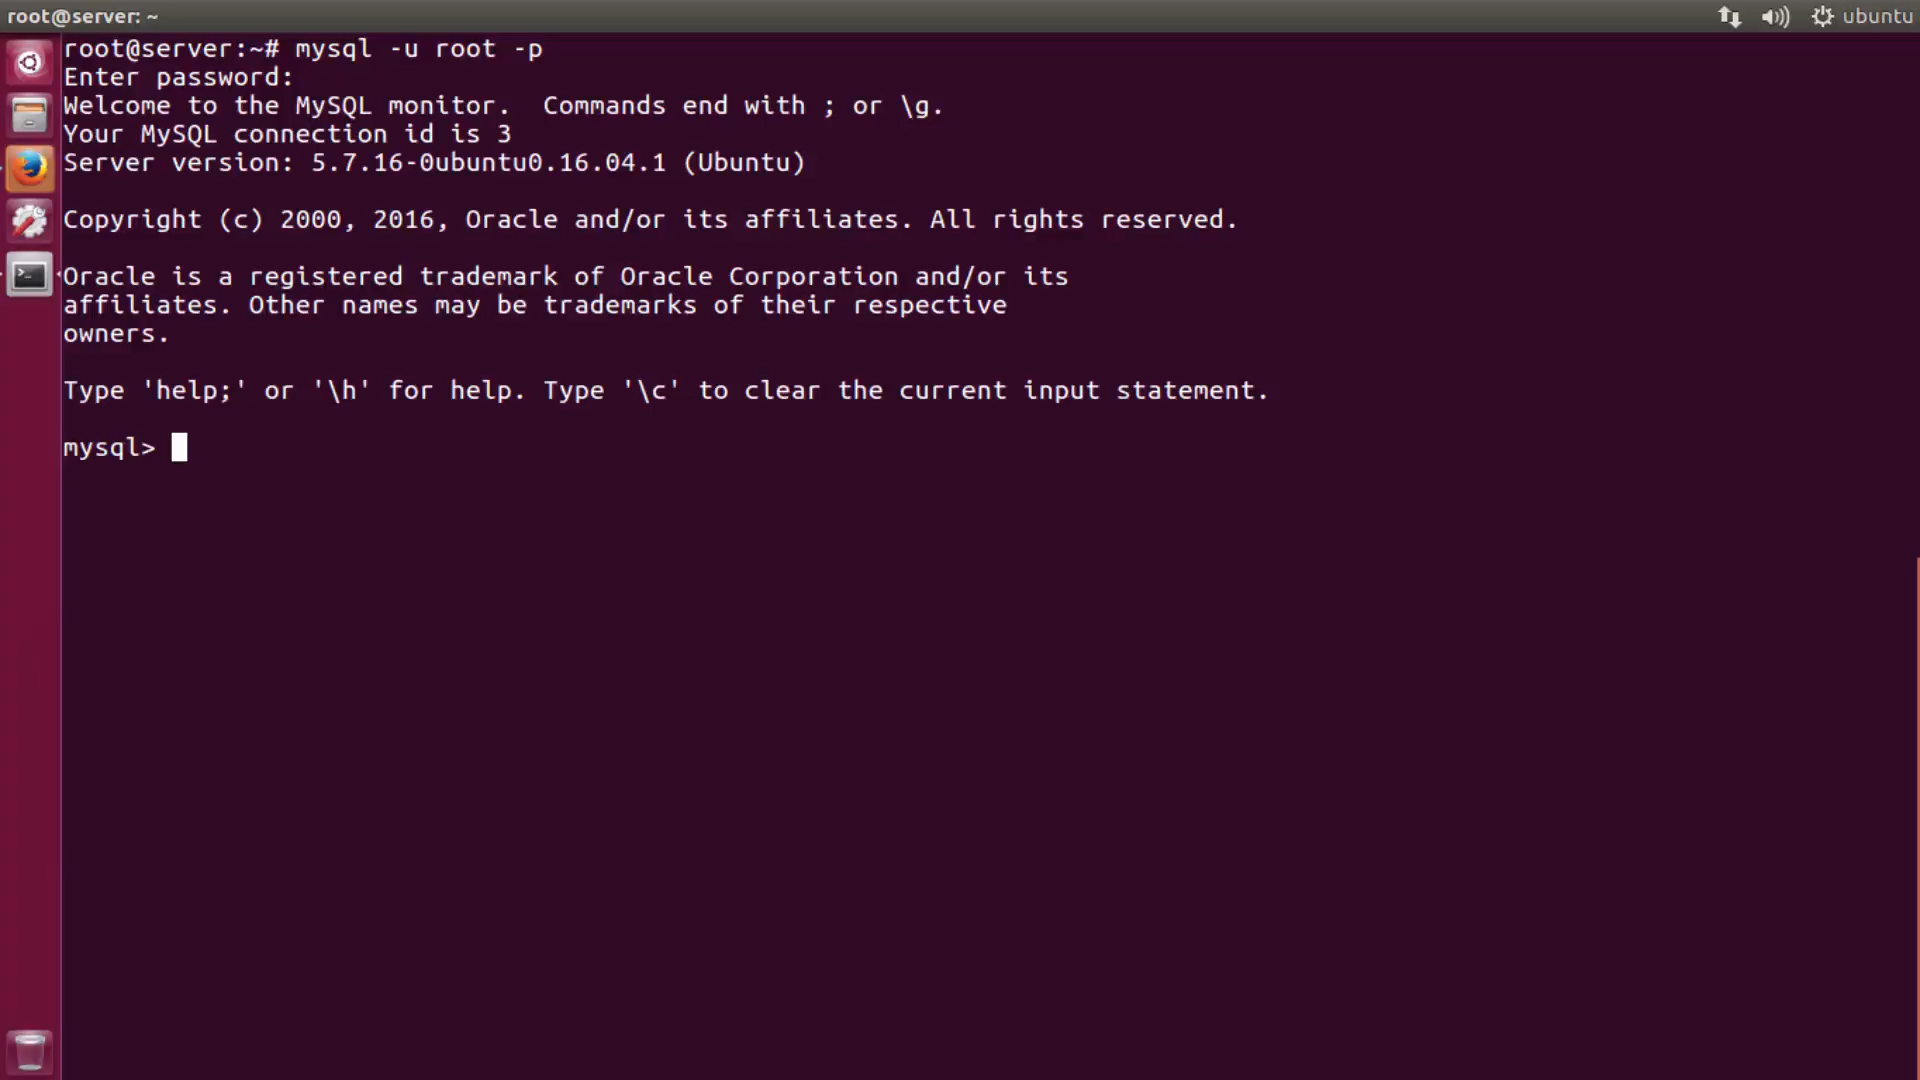 root@server: ~
ubuntu
root@server:~# mysql -u root -p
Enter password:
Welcome to the MySQL monitor.  Commands end with ; or \g.
Your MySQL connection id is 3
Server version: 5.7.16-0ubuntu0.16.04.1 (Ubuntu)
Copyright (c) 2000, 2016, Oracle and/or its affiliates. All rights reserved.
Oracle is a registered trademark of Oracle Corporation and/or its
affiliates. Other names may be trademarks of their respective
owners.
Type 'help;' or '\h' for help. Type '\c' to clear the current input statement.
mysql>